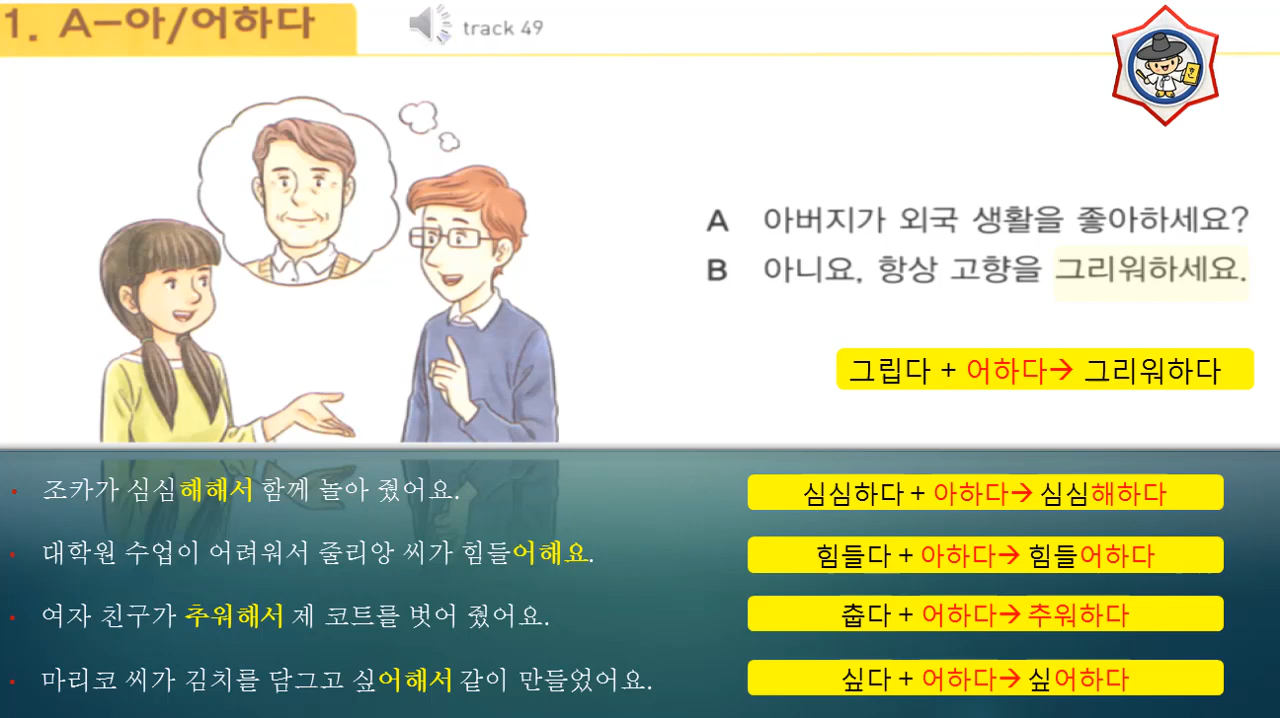 1. A-아/어하다
track 49
A 아버지가 외국 생활을 좋아하세요?
B 아니요, 항상 고향을 그리워하세요.
그립다 + 어하다→ 그리워하다
• 조카가 심심해해서 함께 놀아 줬어요.
심심하다 + 아하다→ 심심해하다
• 대학원 수업이 어려워서 줄리앙 씨가 힘들어해요.
힘들다 + 아하다→ 힘들어하다
• 여자 친구가 추워해서 제 코트를 벗어 줬어요.
춥다 + 어하다→ 추워하다
• 마리코 씨가 김치를 담그고 싶어해서 같이 만들었어요.
싶다 + 어하다→ 싶어하다